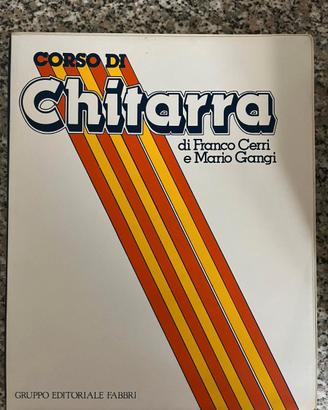 CORSO DI
Chitarra
di Franco Cerri
e Mario Gangi
GRUPPO EDITORIALE FABBRI